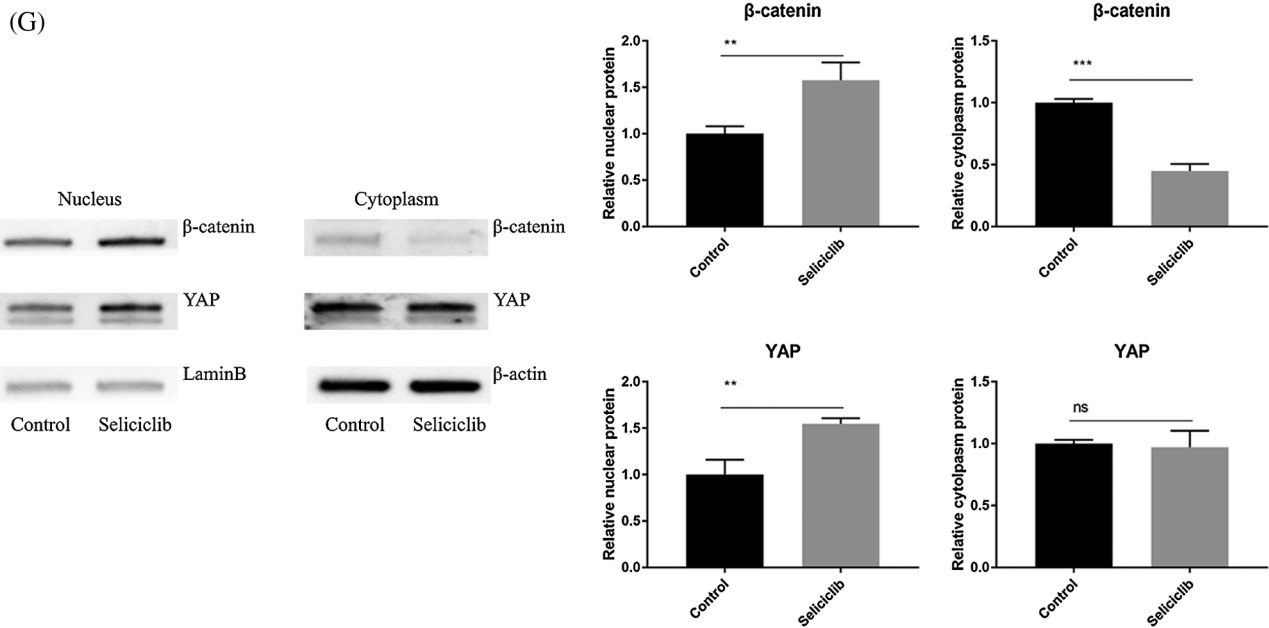 (G)
Nucleus
β-catenin
YAP
LaminB
Control Seliciclib
Cytoplasm
β-catenin
YAP
β-actin
Control Seliciclib
β-catenin
Relative nuclear protein
2.0
1.5
1.0
0.5
0.0
**
Control
Seliciclib
β-catenin
Relative cytolpasm protein
1.5
1.0
0.5
0.0
***
Control
Seliciclib
YAP
Relative nuclear protein
2.0
1.5
1.0
0.5
0.0
**
Control
Seliciclib
YAP
Relative cytolpasm protein
1.5
1.0
0.5
0.0
ns
Control
Seliciclib